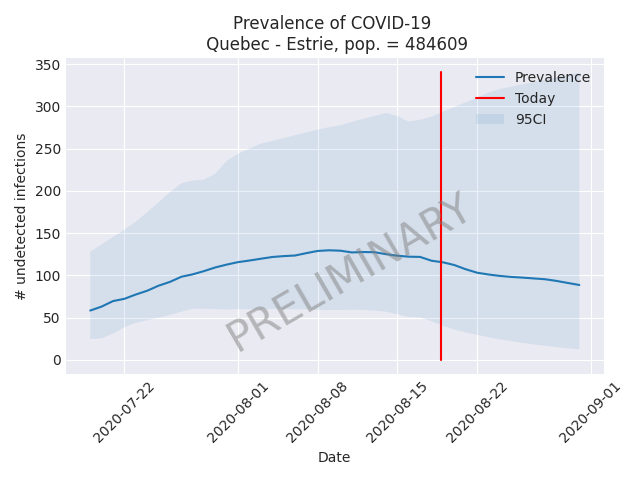 Prevalence of COVID-19
Quebec - Estrie, pop. = 484609
350
300
250
200
150
100
50
0
# undetected infections
Prevalence
Today
95CI
PRELIMINARY
2020-07-22
2020-08-01
2020-08-08
2020-08-15
2020-08-22
2020-09-01
Date